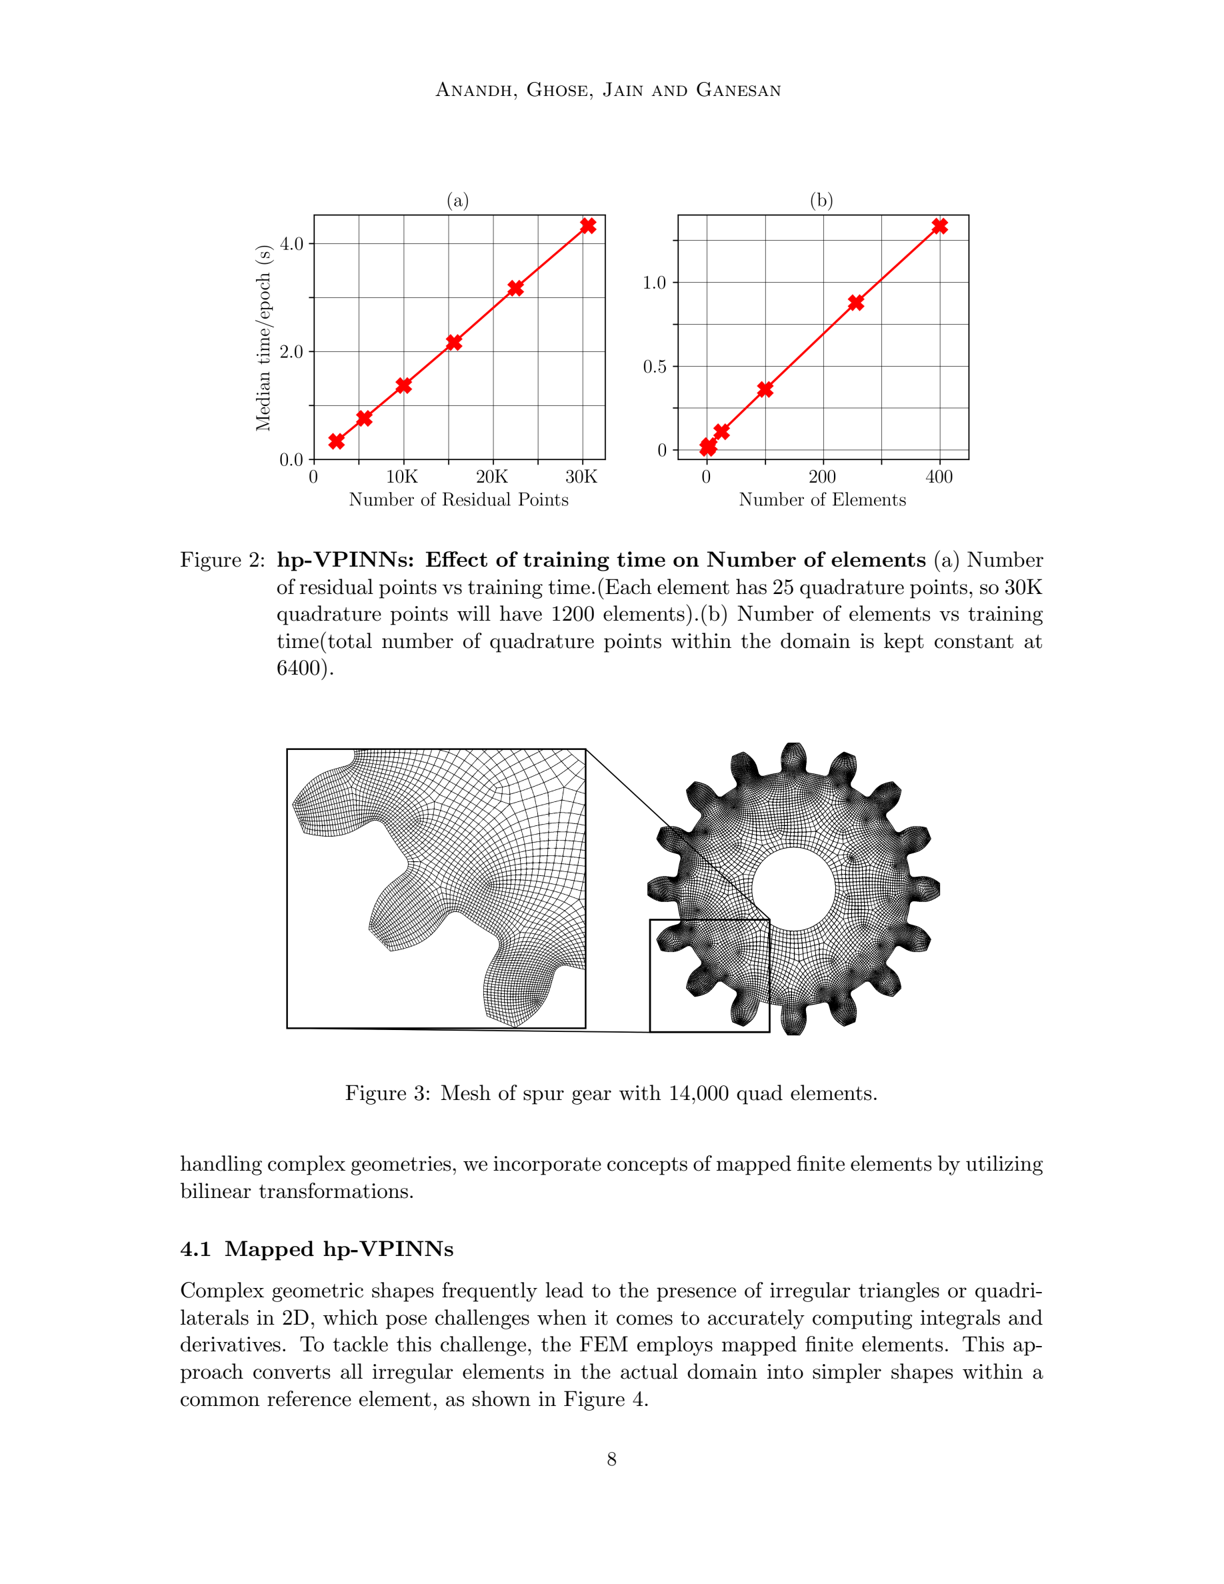 Anandh, Ghose, Jain and Ganesan
(a)
(b)
Median time/epoch (s)
4.0
2.0
0.0
0
10K
20K
30K
Number of Residual Points
1.0
0.5
0
0
200
400
Number of Elements
Figure 2: hp-VPINNs: Effect of training time on Number of elements (a) Number
of residual points vs training time.(Each element has 25 quadrature points, so 30K
quadrature points will have 1200 elements).(b) Number of elements vs training
time(total number of quadrature points within the domain is kept constant at
6400).
Figure 3: Mesh of spur gear with 14,000 quad elements.
handling complex geometries, we incorporate concepts of mapped finite elements by utilizing
bilinear transformations.
4.1 Mapped hp-VPINNs
Complex geometric shapes frequently lead to the presence of irregular triangles or quadri-
laterals in 2D, which pose challenges when it comes to accurately computing integrals and
derivatives. To tackle this challenge, the FEM employs mapped finite elements. This ap-
proach converts all irregular elements in the actual domain into simpler shapes within a
common reference element, as shown in Figure 4.
8